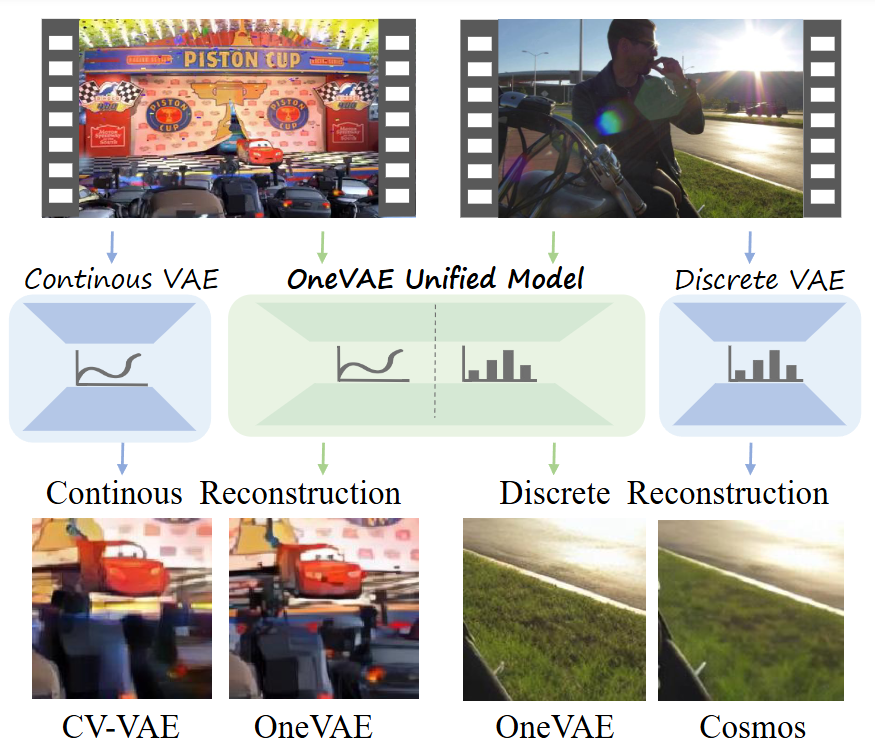 PISTON CUP
PISTON
CUP
PISTON
CUP
Continous VAE
OneVAE Unified Model
Discrete VAE
Continous Reconstruction
Discrete Reconstruction
CV-VAE
OneVAE
OneVAE
Cosmos